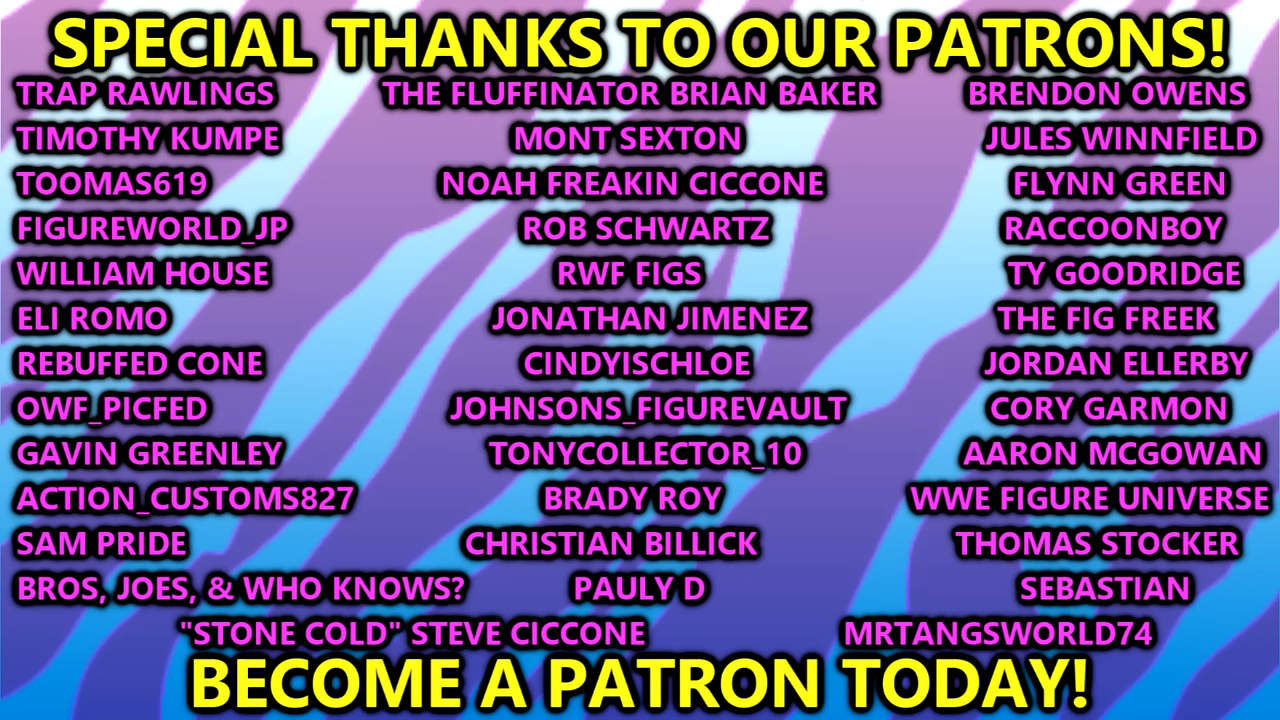 SPECIAL THANKS TO OUR PATRONS!
TRAP RAWLINGS THE FLUFFINATOR BRIAN BAKER BRENDON OWENS
TIMOTHY KUMPE MONT SEXTON JULES WINNFIELD
TOOMAS619 NOAH FREAKIN CICCONE FLYNN GREEN
FIGUREWORLD_JP ROB SCHWARTZ RACCOONBOY
WILLIAM HOUSE RWF FIGS TY GOODRIDGE
ELI ROMO JONATHAN JIMENEZ THE FIG FREEK
REBUFFED CONE CINDYISCHLOE JORDAN ELLERBY
OWF_PICFED JOHNSONS_FIGUREVAULT CORY GARMON
GAVIN GREENLEY TONYCOLLECTOR_10 AARON MCGOWAN
ACTION_CUSTOMS827 BRADY ROY WWE FIGURE UNIVERSE
SAM PRIDE CHRISTIAN BILLICK THOMAS STOCKER
BROS, JOES, & WHO KNOWS? PAULY D SEBASTIAN
"STONE COLD" STEVE CICCONE MRTANGSWORLD74
BECOME A PATRON TODAY!